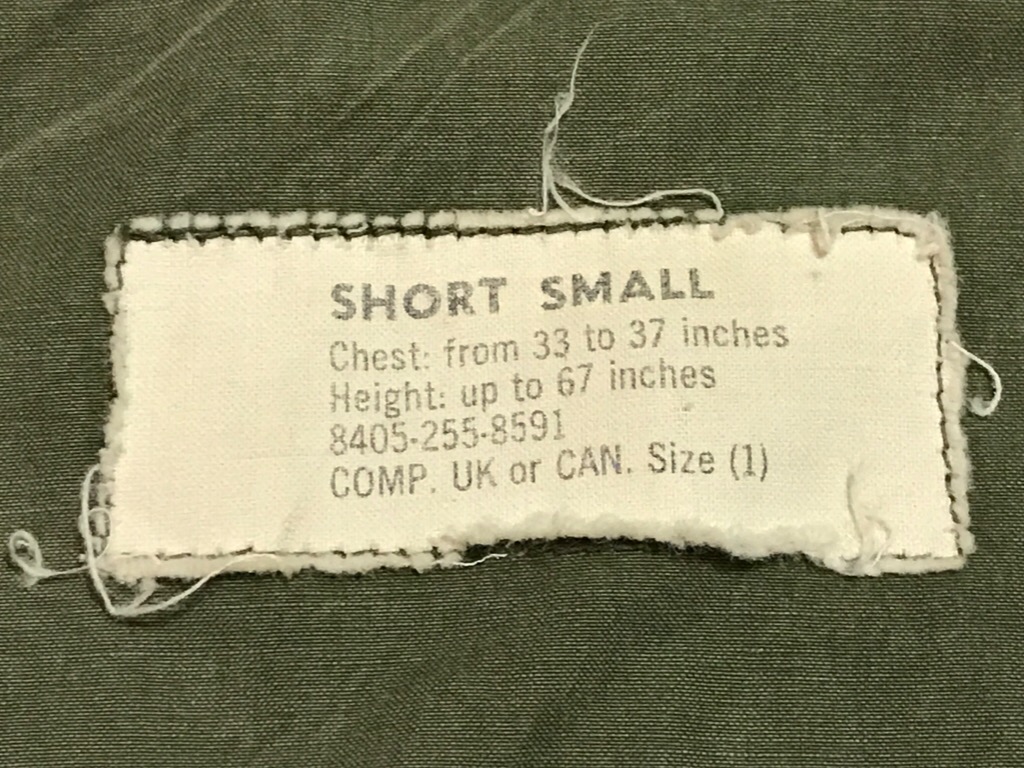 SHORT SMALL
Chest: from 33 to 37 inches
Height: up to 67 inches
8405-255-8591
COMP. UK or CAN. Size (1)